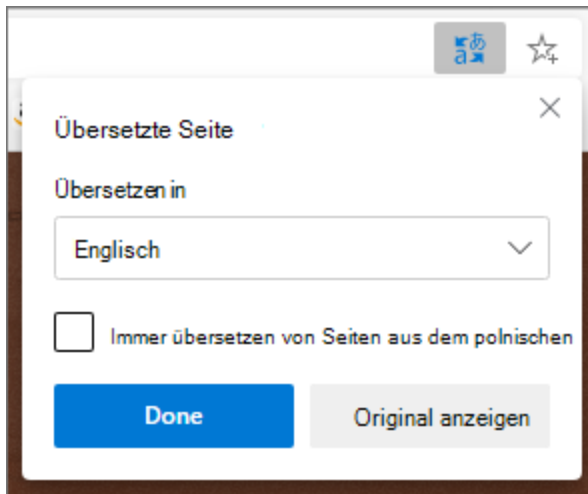 Übersetzte Seite
Übersetzen in
Englisch
Immer übersetzen von Seiten aus dem polnischen
Done
Original anzeigen